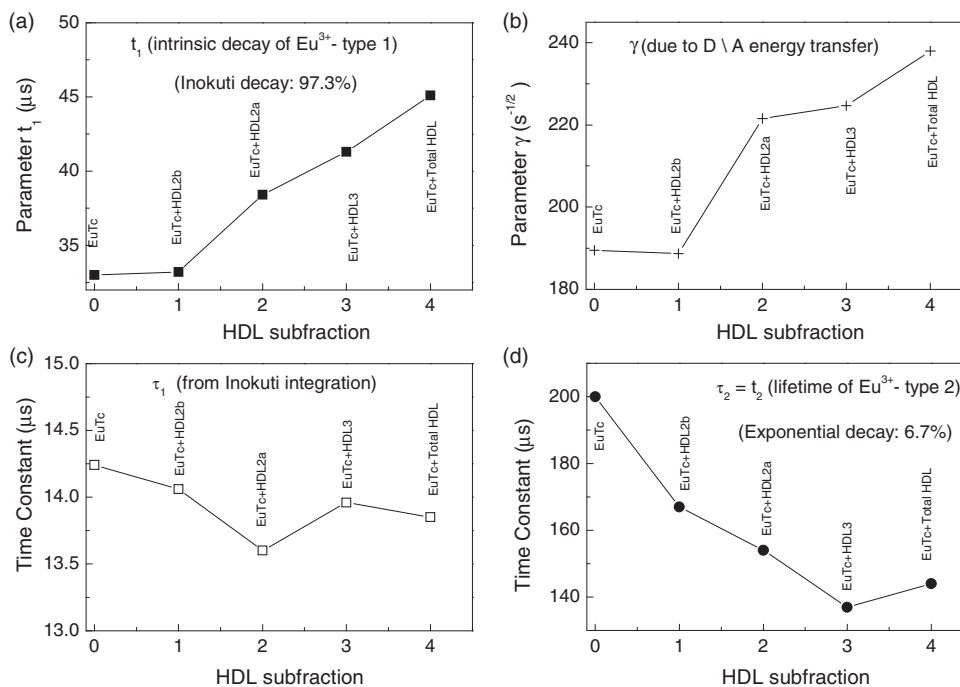 (a)
t₁ (intrinsic decay of Eu³⁺- type 1)
(Inokuti decay: 97.3%)
Parameter t₁ (μs)
50
45
40
35
EuTc
EuTc+HDL2b
EuTc+HDL2a
EuTc+HDL3
EuTc+Total HDL
0 1 2 3 4
HDL subfraction
(b)
γ (due to D \ A energy transfer)
Parameter γ (s⁻¹/²)
240
220
200
180
EuTc
EuTc+HDL2b
EuTc+HDL2a
EuTc+HDL3
EuTc+Total HDL
0 1 2 3 4
HDL subfraction
(c)
τ₁ (from Inokuti integration)
Time Constant (μs)
15.0
14.5
14.0
13.5
13.0
EuTc
EuTc+HDL2b
EuTc+HDL2a
EuTc+HDL3
EuTc+Total HDL
0 1 2 3 4
HDL subfraction
(d)
τ₂ = t₂ (lifetime of Eu³⁺- type 2)
(Exponential decay: 6.7%)
Time Constant (μs)
200
180
160
140
EuTc
EuTc+HDL2b
EuTc+HDL2a
EuTc+HDL3
EuTc+Total HDL
0 1 2 3 4
HDL subfraction